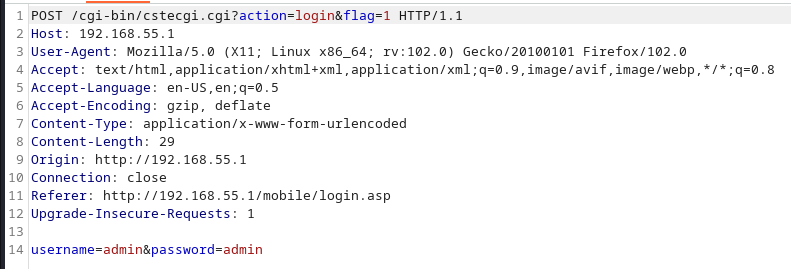 1 POST /cgi-bin/cstecgi.cgi?action=login&flag=1 HTTP/1.1
2 Host: 192.168.55.1
3 User-Agent: Mozilla/5.0 (X11; Linux x86_64; rv:102.0) Gecko/20100101 Firefox/102.0
4 Accept: text/html,application/xhtml+xml,application/xml;q=0.9,image/avif,image/webp,*/*;q=0.8
5 Accept-Language: en-US,en;q=0.5
6 Accept-Encoding: gzip, deflate
7 Content-Type: application/x-www-form-urlencoded
8 Content-Length: 29
9 Origin: http://192.168.55.1
10 Connection: close
11 Referer: http://192.168.55.1/mobile/login.asp
12 Upgrade-Insecure-Requests: 1
13
14 username=admin&password=admin